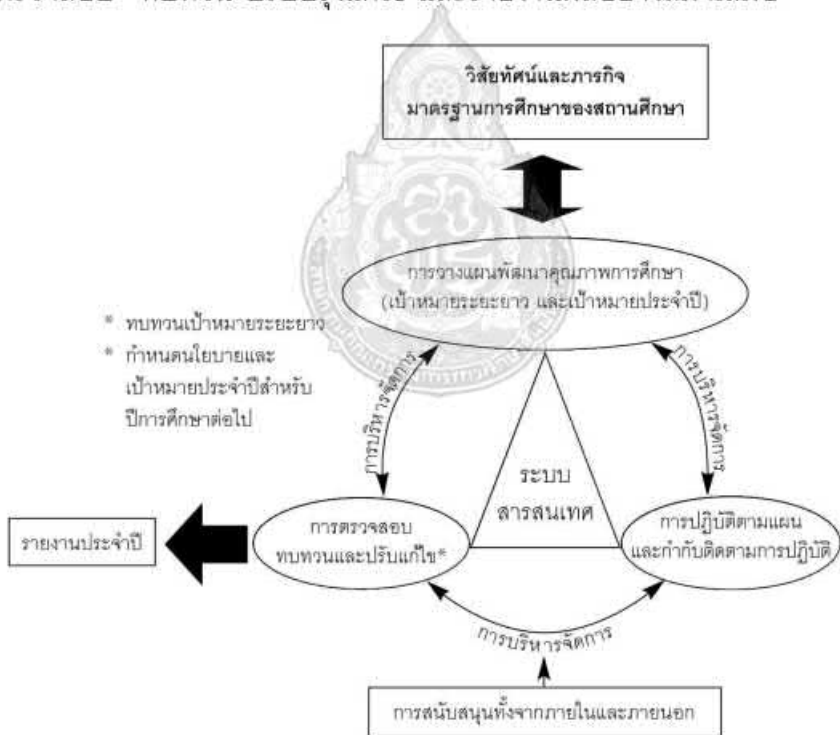 วิสัยทัศน์และภารกิจ
มาตรฐานการศึกษาของสถานศึกษา
การวางแผนพัฒนาคุณภาพการศึกษา
(เป้าหมายระยะยาว และเป้าหมายประจำปี)
* ทบทวนเป้าหมายระยะยาว
* กำหนดนโยบายและ
เป้าหมายประจำปีสำหรับ
ปีการศึกษาต่อไป
การบริหารจัดการ
การบริหารจัดการ
ระบบ
สารสนเทศ
รายงานประจำปี
การตรวจสอบ
ทบทวนและปรับแก้ไข*
การปฏิบัติตามแผน
และกำกับติดตามการปฏิบัติ
การบริหารจัดการ
การสนับสนุนทั้งจากภายในและภายนอก